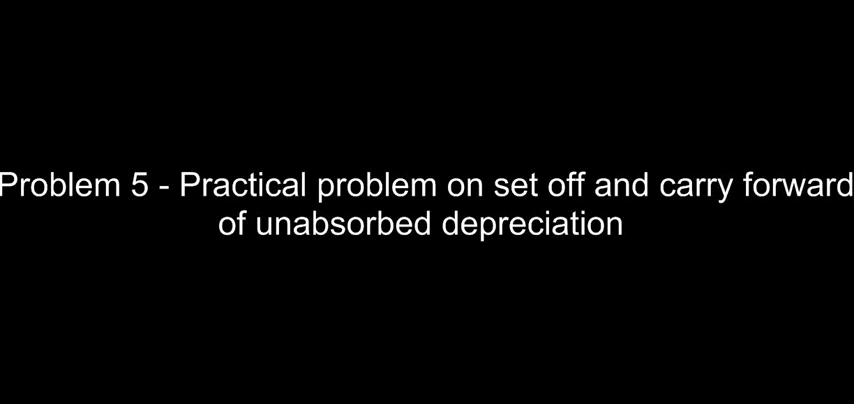 Problem 5 - Practical problem on set off and carry forward
of unabsorbed depreciation